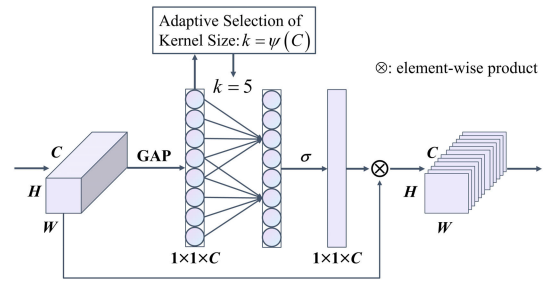 Adaptive Selection of
Kernel Size: k = ψ(C)
k = 5
⊗: element-wise product
C
GAP
σ
C
H
H
W
W
1×1×C
1×1×C